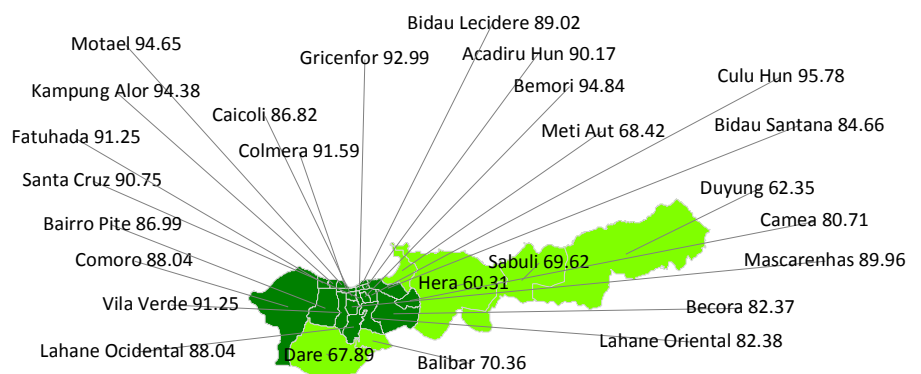 Bidau Lecidere 89.02
Motael 94.65
Gricenfor 92.99
Acadiru Hun 90.17
Culu Hun 95.78
Bemori 94.84
Kampung Alor 94.38
Caicoli 86.82
Bidau Santana 84.66
Meti Aut 68.42
Fatuhada 91.25
Colmera 91.59
Santa Cruz 90.75
Duyung 62.35
Camea 80.71
Bairro Pite 86.99
Comoro 88.04
Sabuli 69.62
Mascarenhas 89.96
Hera 60.31
Vila Verde 91.25
Becora 82.37
Lahane Oriental 82.38
Lahane Ocidental 88.04
Dare 67.89
Balibar 70.36